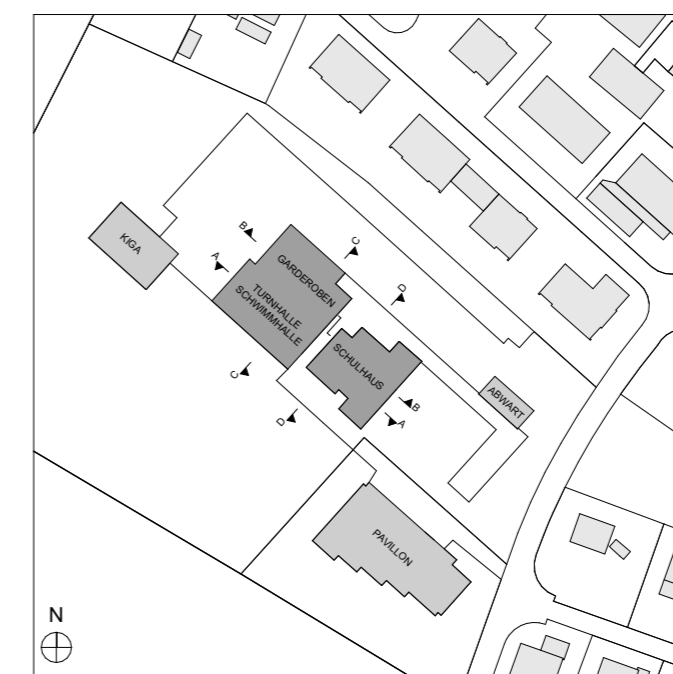 KIGA
B
A
C
D
GARDEROBEN
TURNHALLE
SCHWIMMHALLE
SCHULHAUS
C
D
B
A
ABWART
PAVILLON
N